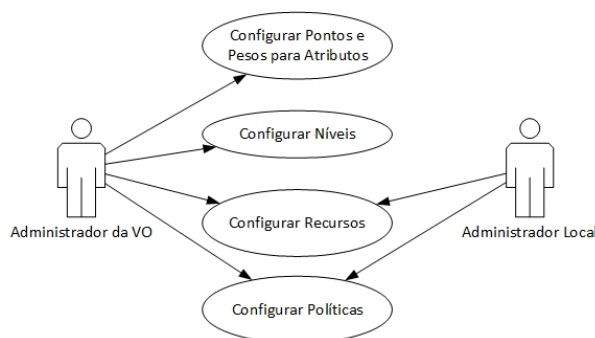 Configurar Pontos e
Pesos para Atributos
Configurar Níveis
Configurar Recursos
Administrador da VO
Administrador Local
Configurar Políticas